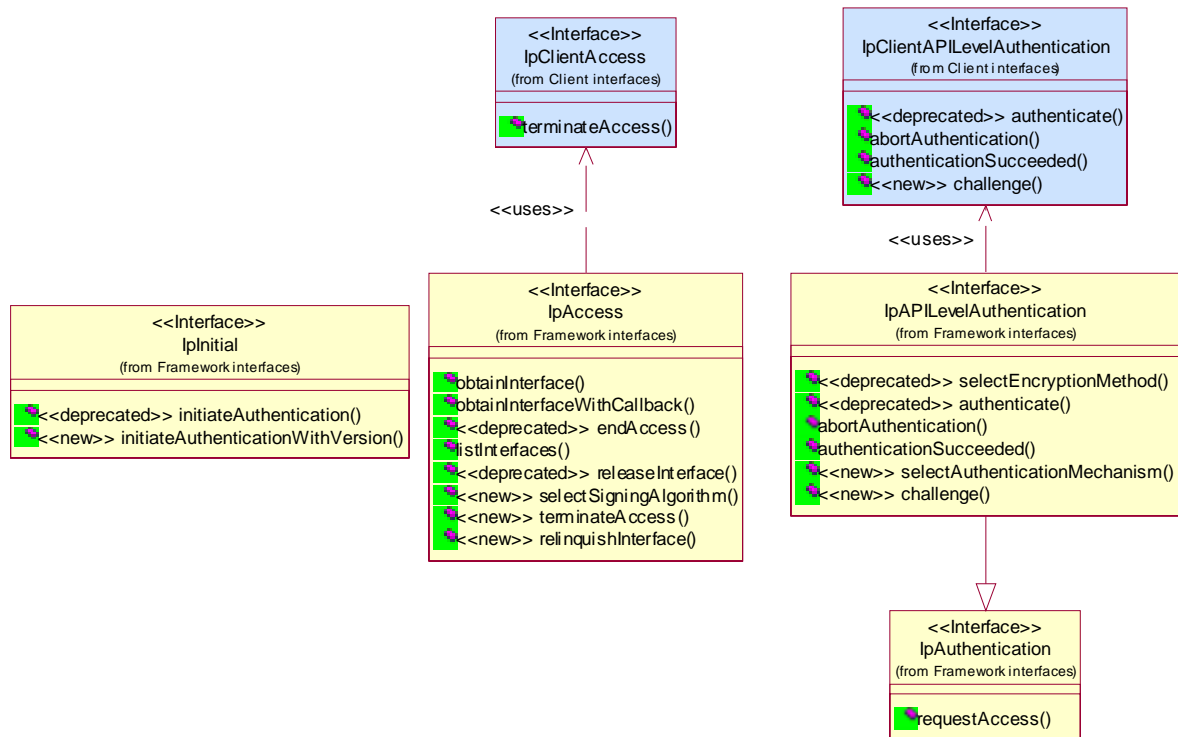 <<Interface>>
IpClientAccess
(from Client interfaces)
terminateAccess()
<<Interface>>
IpClientAPILevelAuthentication
(from Client interfaces)
<<deprecated>> authenticate()
abortAuthentication()
authenticationSucceeded()
<<new>> challenge()
<<uses>>
<<uses>>
<<Interface>>
IpInitial
(from Framework interfaces)
<<deprecated>> initiateAuthentication()
<<new>> initiateAuthenticationWithVersion()
<<Interface>>
IpAccess
(from Framework interfaces)
obtainInterface()
obtainInterfaceWithCallback()
<<deprecated>> endAccess()
listInterfaces()
<<deprecated>> releaseInterface()
<<new>> selectSigningAlgorithm()
<<new>> terminateAccess()
<<new>> relinquishInterface()
<<Interface>>
IpAPILevelAuthentication
(from Framework interfaces)
<<deprecated>> selectEncryptionMethod()
<<deprecated>> authenticate()
abortAuthentication()
authenticationSucceeded()
<<new>> selectAuthenticationMechanism()
<<new>> challenge()
<<Interface>>
IpAuthentication
(from Framework interfaces)
requestAccess()